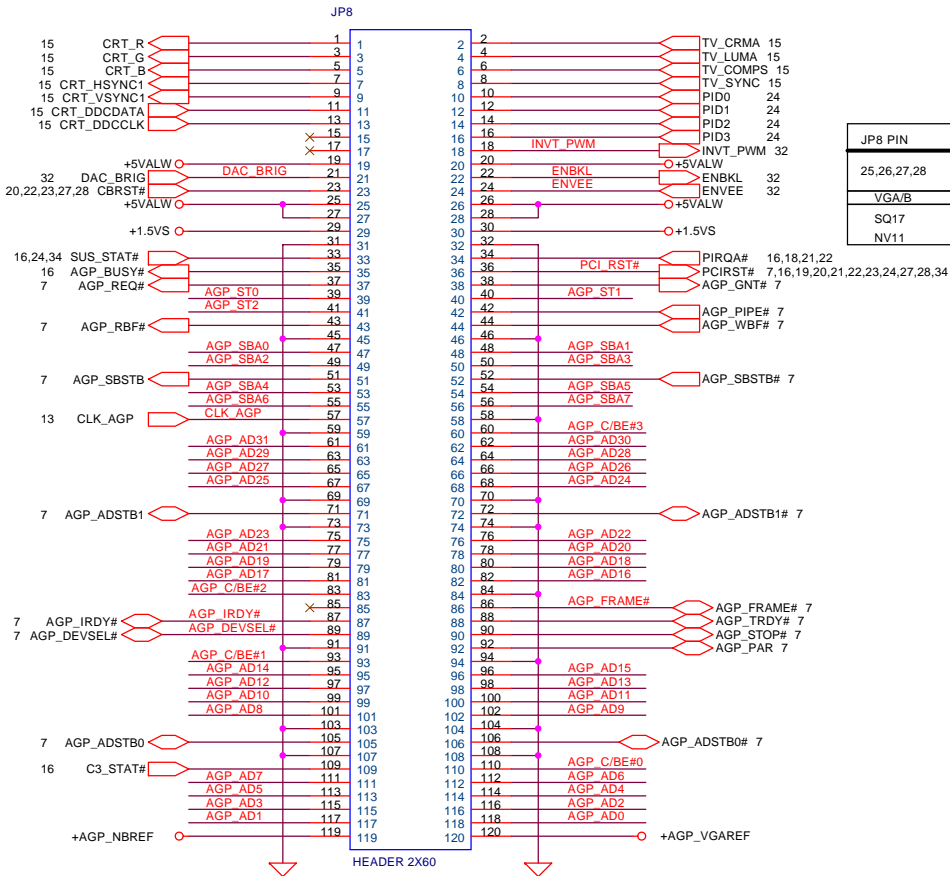 JP8
15 CRT_R 1 1 2 2 TV_CRMA 15
15 CRT_G 3 3 4 4 TV_LUMA 15
15 CRT_B 5 5 6 6 TV_COMPS 15
15 CRT_HSYNC1 7 7 8 8 TV_SYNC 15
15 CRT_VSYNC1 9 9 10 10 PID0 24
15 CRT_DDCDATA 11 11 12 12 PID1 24
15 CRT_DDCCLK 13 13 14 14 PID2 24
15 15 16 16 PID3 24
17 17 18 18 INVT_PWM INVT_PWM 32
+5VALW 19 19 20 20 +5VALW
32 DAC_BRIG DAC_BRIG 21 21 22 22 ENBKL ENBKL 32
20,22,23,27,28 CBRST# 23 23 24 24 ENVEE ENVEE 32
+5VALW 25 25 26 26 +5VALW
27 27 28 28
+1.5VS 29 29 30 30 +1.5VS
31 31 32 32
16,24,34 SUS_STAT# 33 33 34 34 PIRQA# 16,18,21,22
16 AGP_BUSY# 35 35 36 36 PCI_RST# PCIRST# 7,16,19,20,21,22,23,24,27,28,34
7 AGP_REQ# 37 37 38 38 AGP_GNT# 7
AGP_ST0 39 39 40 40 AGP_ST1
AGP_ST2 41 41 42 42 AGP_PIPE# 7
7 AGP_RBF# 43 43 44 44 AGP_WBF# 7
45 45 46 46
AGP_SBA0 47 47 48 48 AGP_SBA1
AGP_SBA2 49 49 50 50 AGP_SBA3
7 AGP_SBSTB 51 51 52 52 AGP_SBSTB# 7
AGP_SBA4 53 53 54 54 AGP_SBA5
AGP_SBA6 55 55 56 56 AGP_SBA7
13 CLK_AGP CLK_AGP 57 57 58 58
59 59 60 60 AGP_C/BE#3
AGP_AD31 61 61 62 62 AGP_AD30
AGP_AD29 63 63 64 64 AGP_AD28
AGP_AD27 65 65 66 66 AGP_AD26
AGP_AD25 67 67 68 68 AGP_AD24
69 69 70 70
7 AGP_ADSTB1 71 71 72 72 AGP_ADSTB1# 7
73 73 74 74
AGP_AD23 75 75 76 76 AGP_AD22
AGP_AD21 77 77 78 78 AGP_AD20
AGP_AD19 79 79 80 80 AGP_AD18
AGP_AD17 81 81 82 82 AGP_AD16
AGP_C/BE#2 83 83 84 84
85 85 86 86 AGP_FRAME# AGP_FRAME# 7
7 AGP_IRDY# AGP_IRDY# 87 87 88 88 AGP_TRDY# 7
7 AGP_DEVSEL# AGP_DEVSEL# 89 89 90 90 AGP_STOP# 7
91 91 92 92 AGP_PAR 7
AGP_C/BE#1 93 93 94 94
AGP_AD14 95 95 96 96 AGP_AD15
AGP_AD12 97 97 98 98 AGP_AD13
AGP_AD10 99 99 100 100 AGP_AD11
AGP_AD8 101 101 102 102 AGP_AD9
103 103 104 104
7 AGP_ADSTB0 105 105 106 106 AGP_ADSTB0# 7
107 107 108 108
16 C3_STAT# 109 109 110 110 AGP_C/BE#0
AGP_AD7 111 111 112 112 AGP_AD6
AGP_AD5 113 113 114 114 AGP_AD4
AGP_AD3 115 115 116 116 AGP_AD2
AGP_AD1 117 117 118 118 AGP_AD0
+AGP_NBREF 119 119 120 120 +AGP_VGAREF
HEADER 2X60
JP8 PIN
25,26,27,28
VGA/B
SQ17
NV11